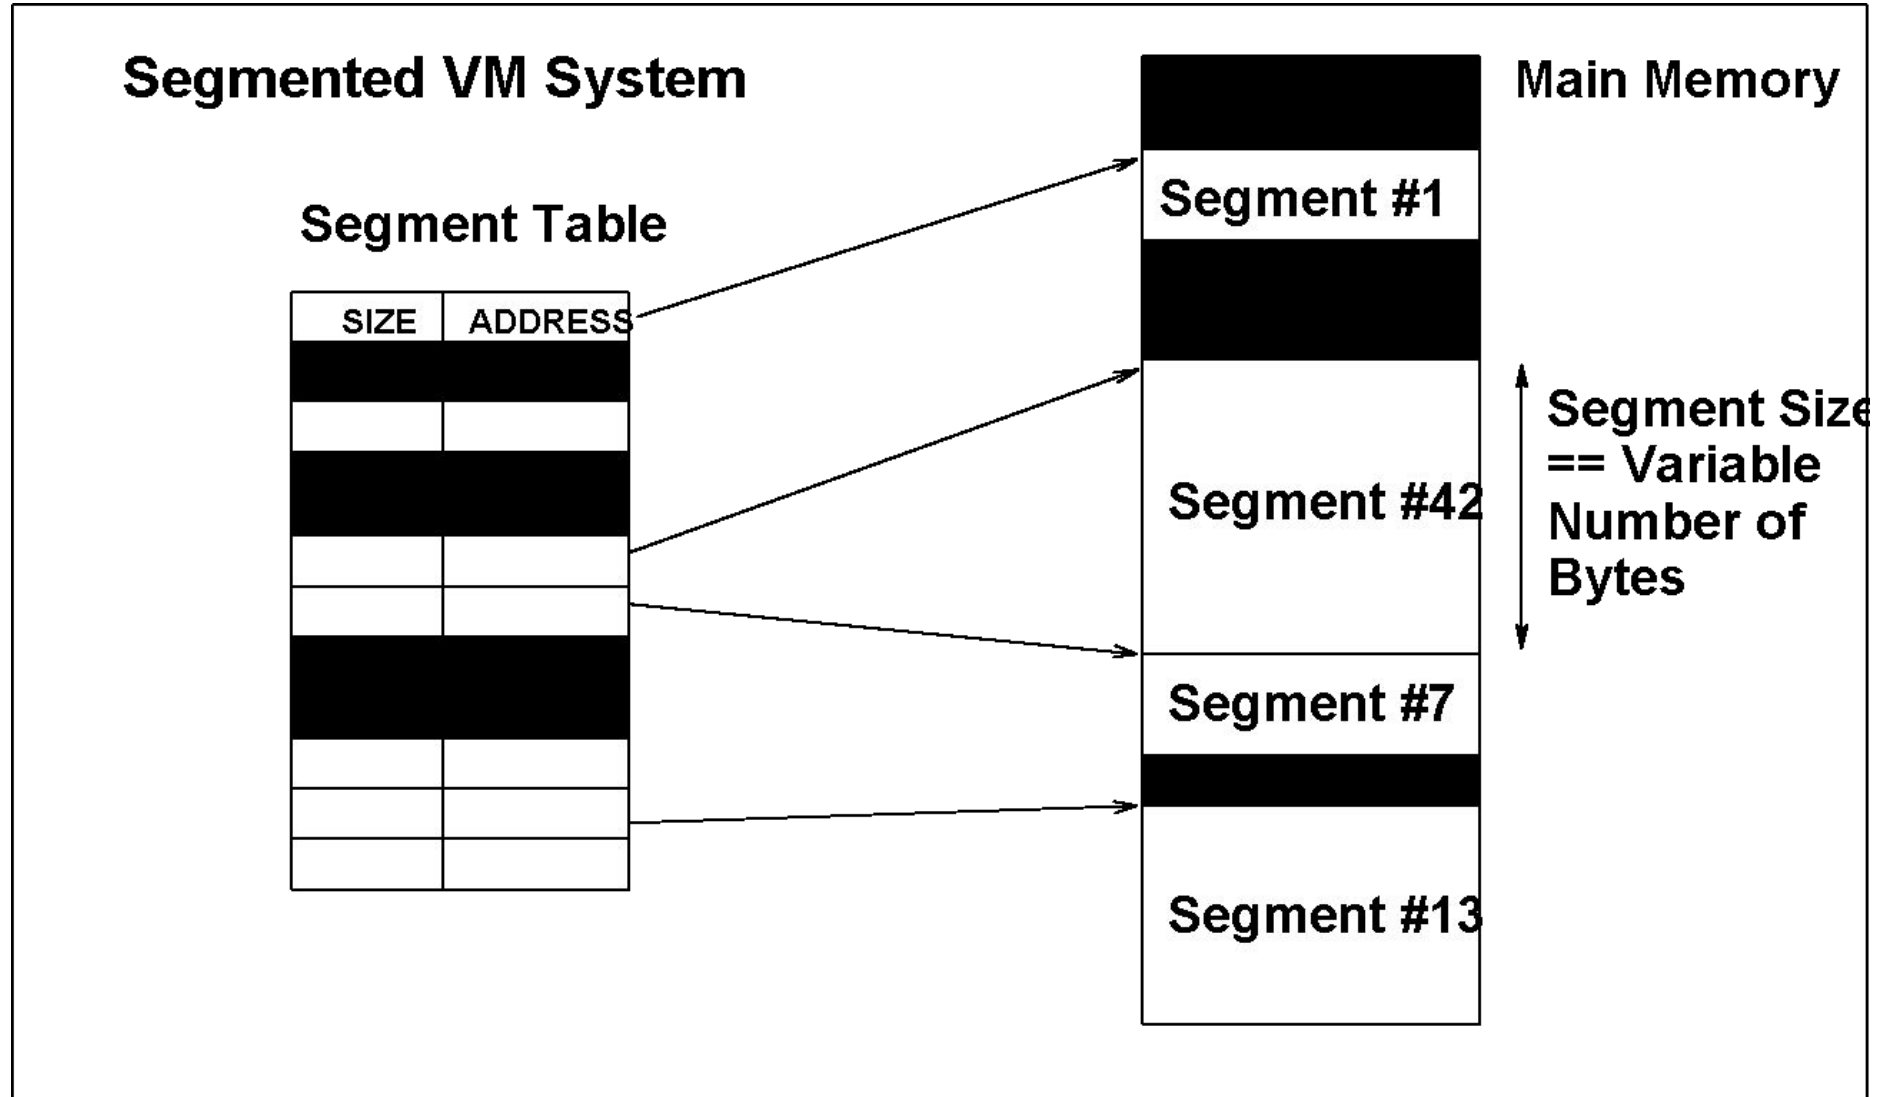 Segmented VM System
Main Memory
Segment Table
SIZE ADDRESS
Segment #1
Segment #42
Segment #7
Segment #13
Segment Size
== Variable
Number of
Bytes